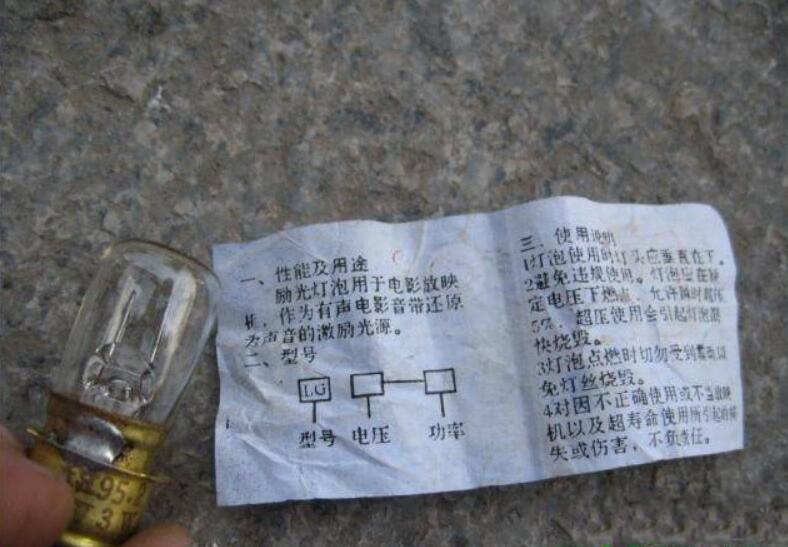 一、性能及用途
励光灯泡用于电影放映
机，作为有声电影音带还原
为声音的激励光源。
二、型号
LG
型号 电压 功率
三、使用说明
1灯泡使用时灯头应垂直在下。
2避免违规使用。灯泡应在额
定电压下燃点，允许瞬时超压
5%，超压使用会引起灯泡很
快烧毁。
3灯泡点燃时切勿受到震动以
免灯丝烧毁。
4对因不正确使用或不当放映
机以及超寿命使用所引起的损
失或伤害，不负责任。
95.
3